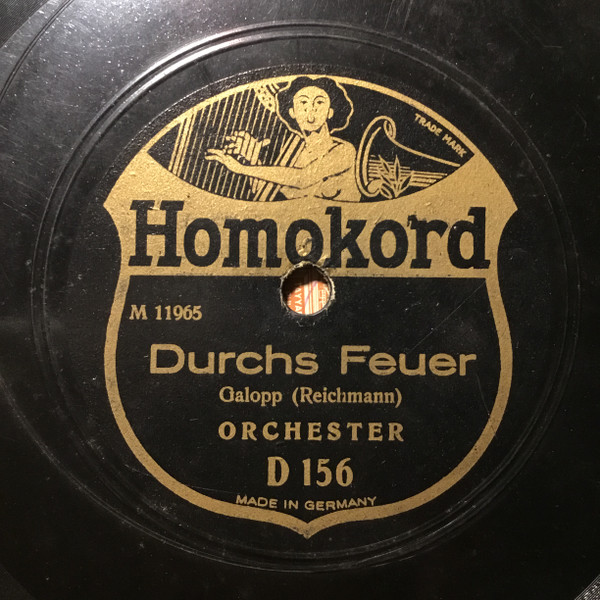 TRADE MARK
Homokord
M 11965
Durchs Feuer
Galopp (Reichmann)
ORCHESTER
D 156
MADE IN GERMANY